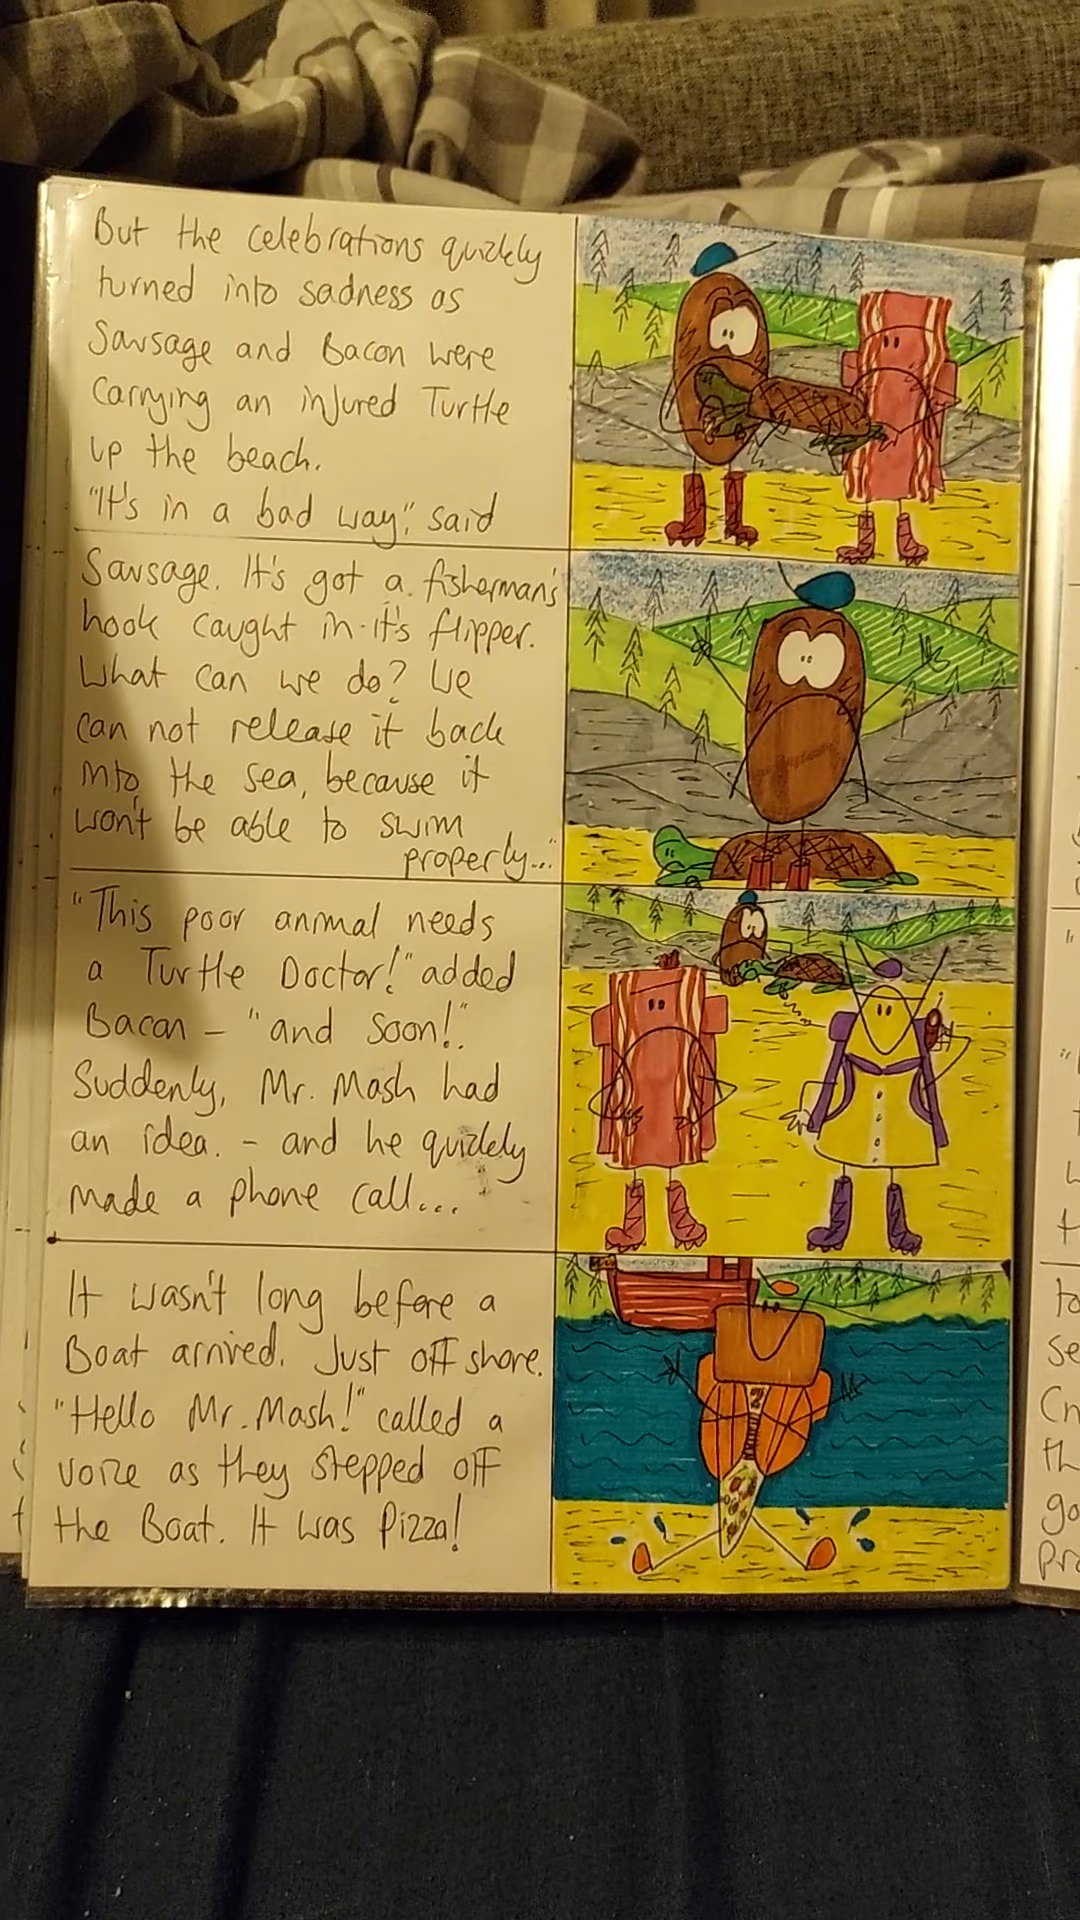 But the celebrations quickly
turned into sadness as
Sausage and Bacon were
carrying an injured Turtle
up the beach.
"It's in a bad way", said
Sausage. It's got a fisherman's
hook caught in it's flipper.
What can we do? We
can not release it back
into the sea, because it
won't be able to swim
properly..."
"This poor animal needs
a Turtle Doctor!" added
Bacon - "and soon!".
Suddenly, Mr. Mash had
an idea. - and he quickly
made a phone call...
It wasn't long before a
Boat arrived. Just off shore.
"Hello Mr. Mash!" called a
voice as they stepped off
the Boat. It was Pizza!
to
se
go